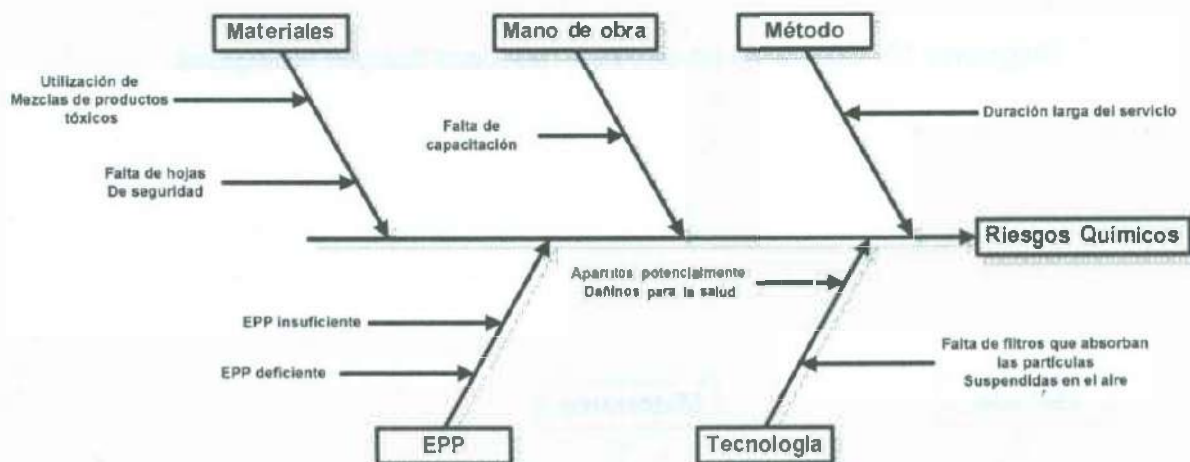 Materiales
Mano de obra
Método
Utilización de
Mezclas de productos
tóxicos
Falta de hojas
De seguridad
Falta de
capacitación
Duración larga del servicio
Riesgos Químicos
EPP insuficiente
EPP deficiente
Aparatos potencialmente
Dañinos para la salud
Falta de filtros que absorban
las partículas
Suspendidas en el aire
EPP
Tecnología